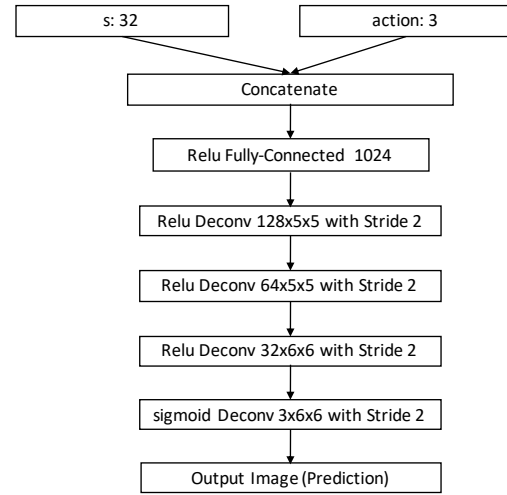 s: 32
action: 3
Concatenate
Relu Fully-Connected 1024
Relu Deconv 128x5x5 with Stride 2
Relu Deconv 64x5x5 with Stride 2
Relu Deconv 32x6x6 with Stride 2
sigmoid Deconv 3x6x6 with Stride 2
Output Image (Prediction)